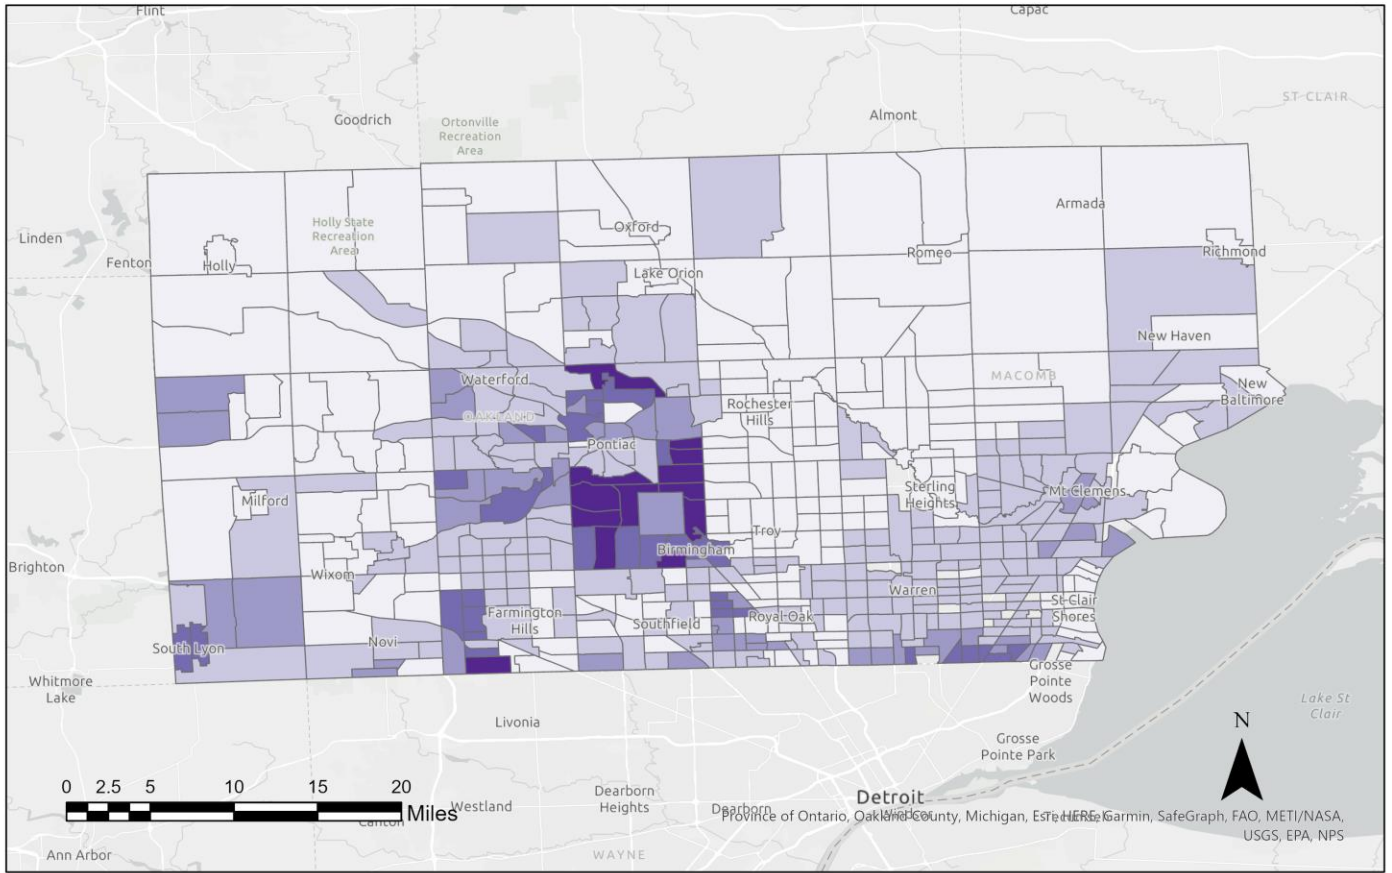 Flint
Capac
ST CLAIR
Goodrich
Ortonville
Recreation
Area
Almont
Holly State
Recreation
Area
Armada
Linden
Oxford
Fenton
Holly
Romeo
Richmond
Lake Orion
New Haven
Waterford
MACOMB
New
Baltimore
OAKLAND
Rochester
Hills
Pontiac
Milford
Sterling
Heights
Mt Clemens
Troy
Birmingham
Brighton
Wixom
Warren
St Clair
Shores
Farmington
Hills
Southfield
Royal Oak
South Lyon
Novi
Whitmore
Lake
Grosse
Pointe
Woods
Livonia
Lake St
Clair
N
Grosse
Pointe Park
0 2.5 5 10 15 20
Miles
Westland
Dearborn
Heights
Dearborn
Detroit
Windsor
Canton
Province of Ontario, Oakland County, Michigan, Esri, HERE, Garmin, SafeGraph, FAO, METI/NASA,
USGS, EPA, NPS
Ann Arbor
WAYNE